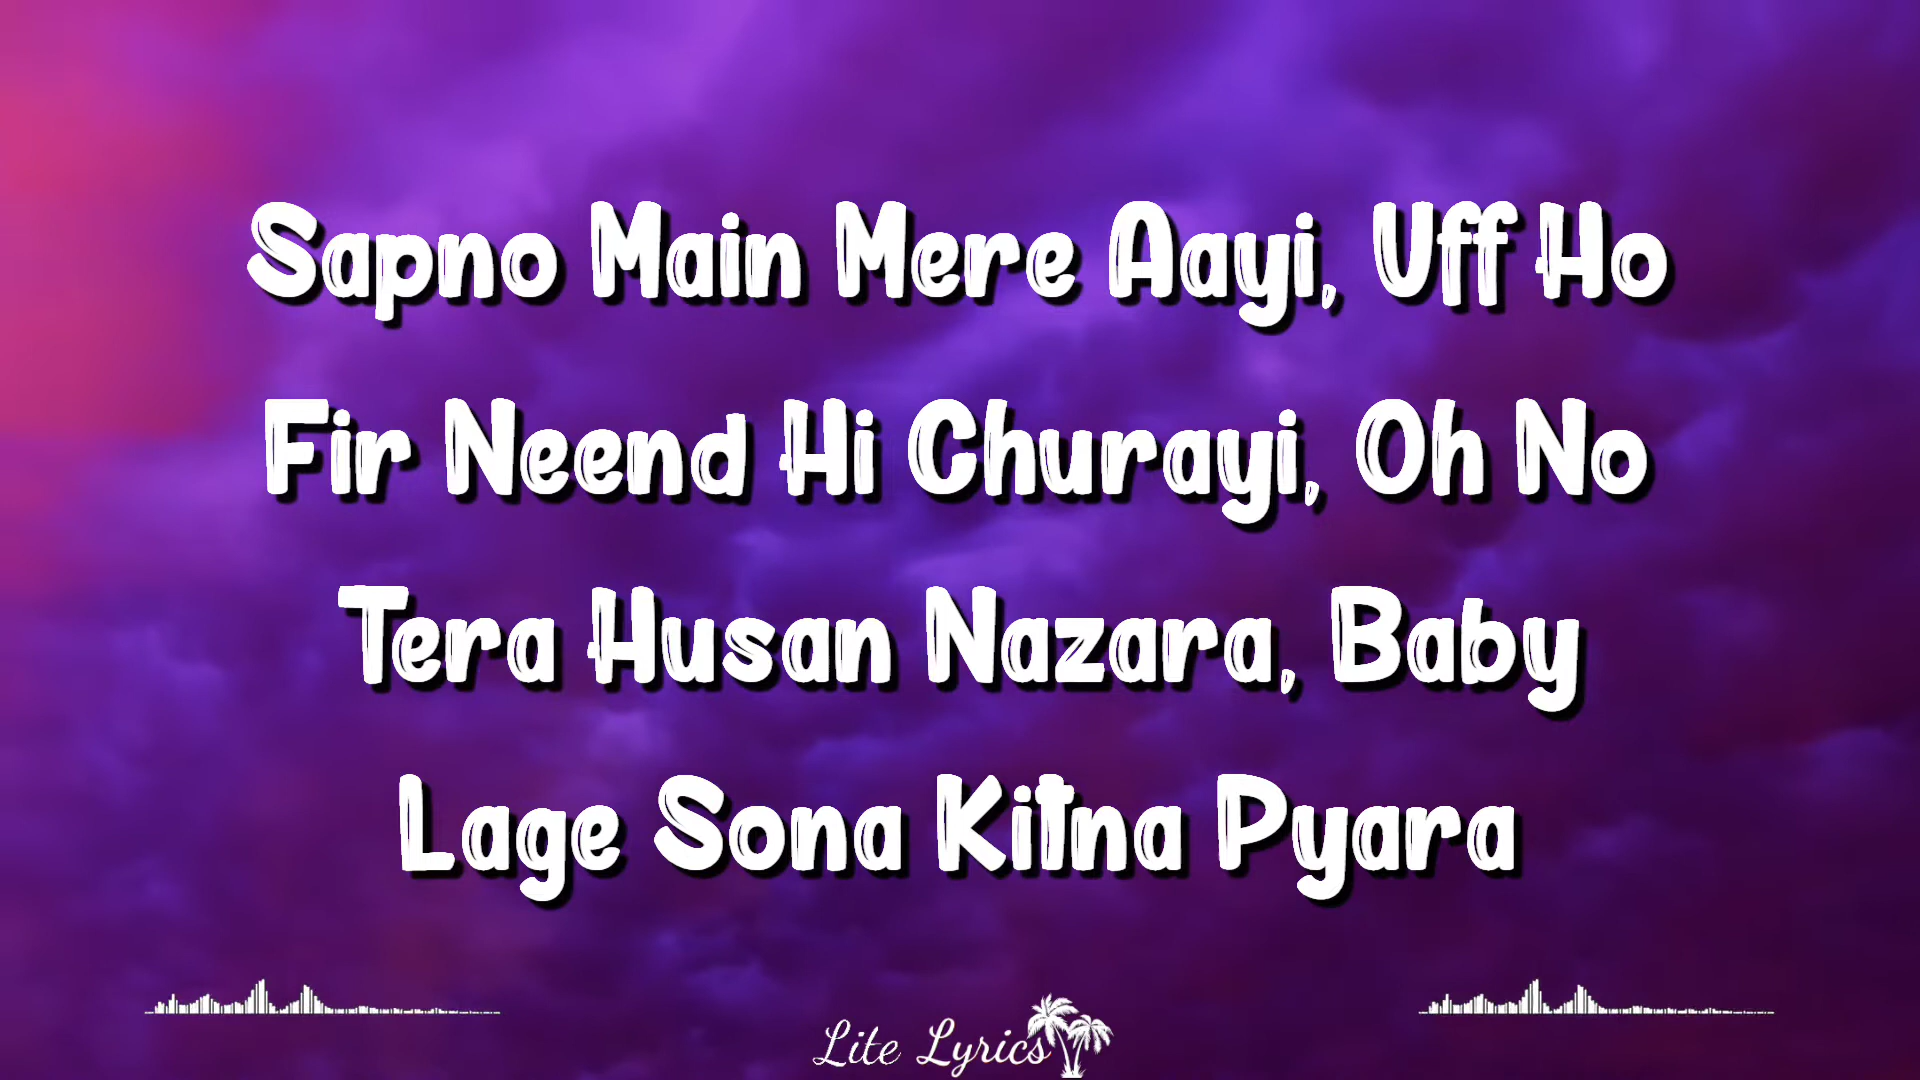 Sapno Main Mere Aayi, Uff Ho
Fir Neend Hi Churayi, Oh No
Tera Husan Nazara, Baby
Lage Sona Kitna Pyara
Lite Lyrics